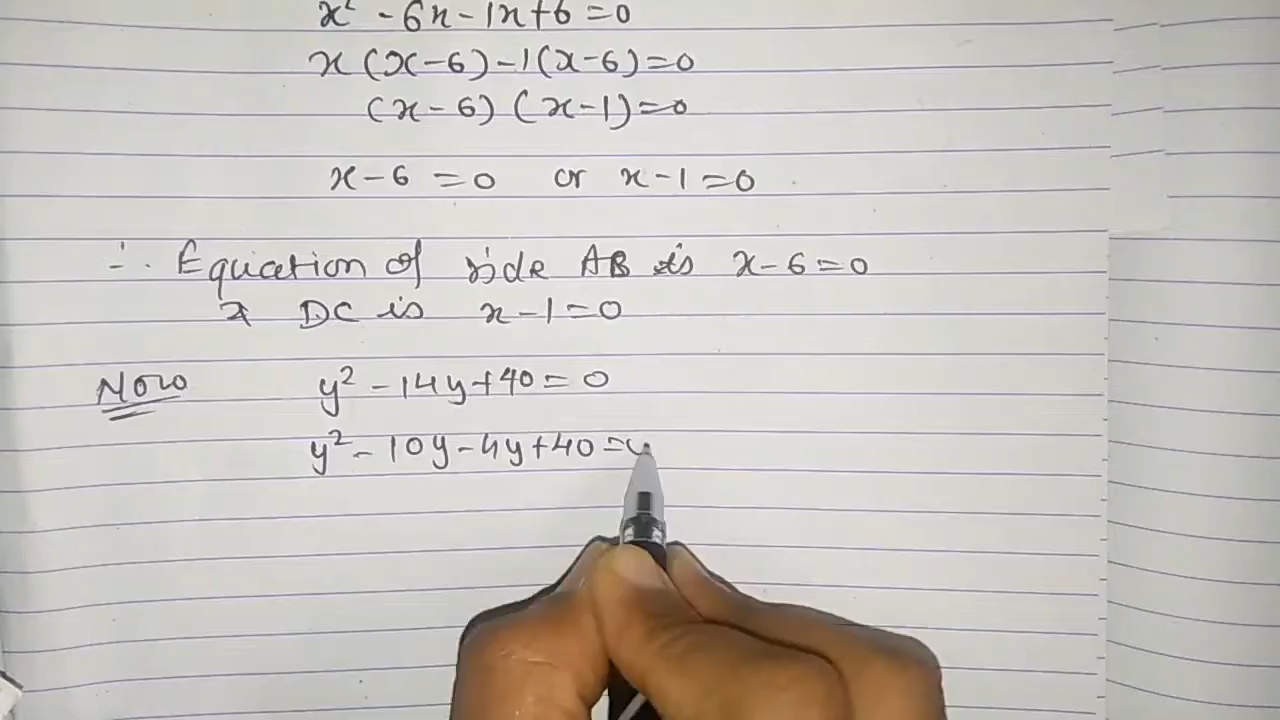 x² - 6x - 1x + 6 = 0
x (x - 6) - 1 (x - 6) = 0
(x - 6) (x - 1) = 0
x - 6 = 0 or x - 1 = 0
∴ Equation of side AB is x - 6 = 0
& DC is x - 1 = 0
Now y² - 14y + 40 = 0
y² - 10y - 4y + 40 = 0